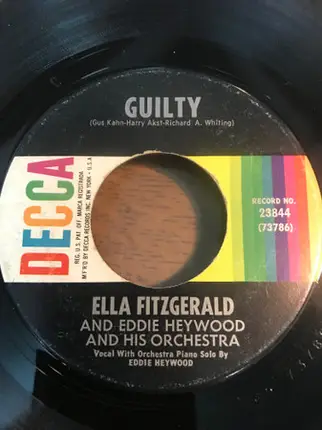 GUILTY
(Gus Kahn-Harry Akst-Richard A. Whiting)
DECCA
REG. U.S. PAT. OFF. MARCA REGISTRADA
MF'D BY DECCA RECORDS INC. NEW YORK - U.S.A.
RECORD NO.
23844
(73786)
ELLA FITZGERALD
AND EDDIE HEYWOOD
AND HIS ORCHESTRA
Vocal With Orchestra Piano Solo By
EDDIE HEYWOOD